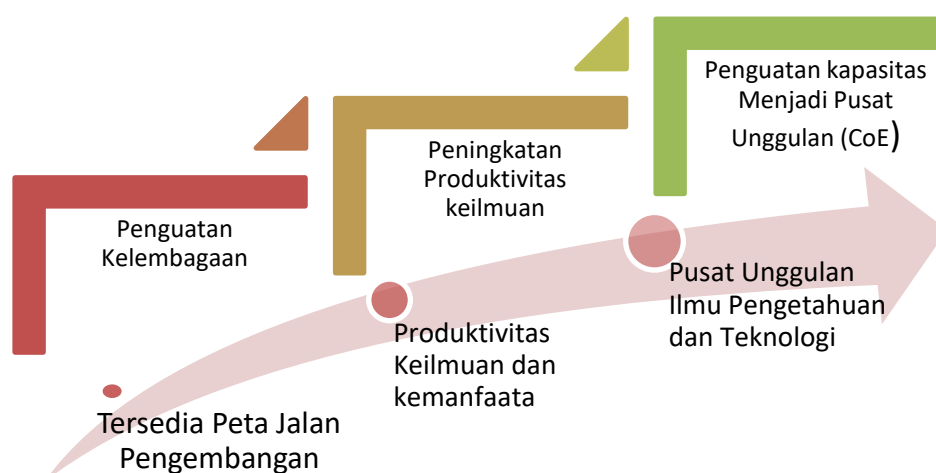 Penguatan
Kelembagaan
Peningkatan
Produktivitas
keilmuan
Penguatan kapasitas
Menjadi Pusat
Unggulan (CoE)
Tersedia Peta Jalan
Pengembangan
Produktivitas
Keilmuan dan
kemanfaata
Pusat Unggulan
Ilmu Pengetahuan
dan Teknologi